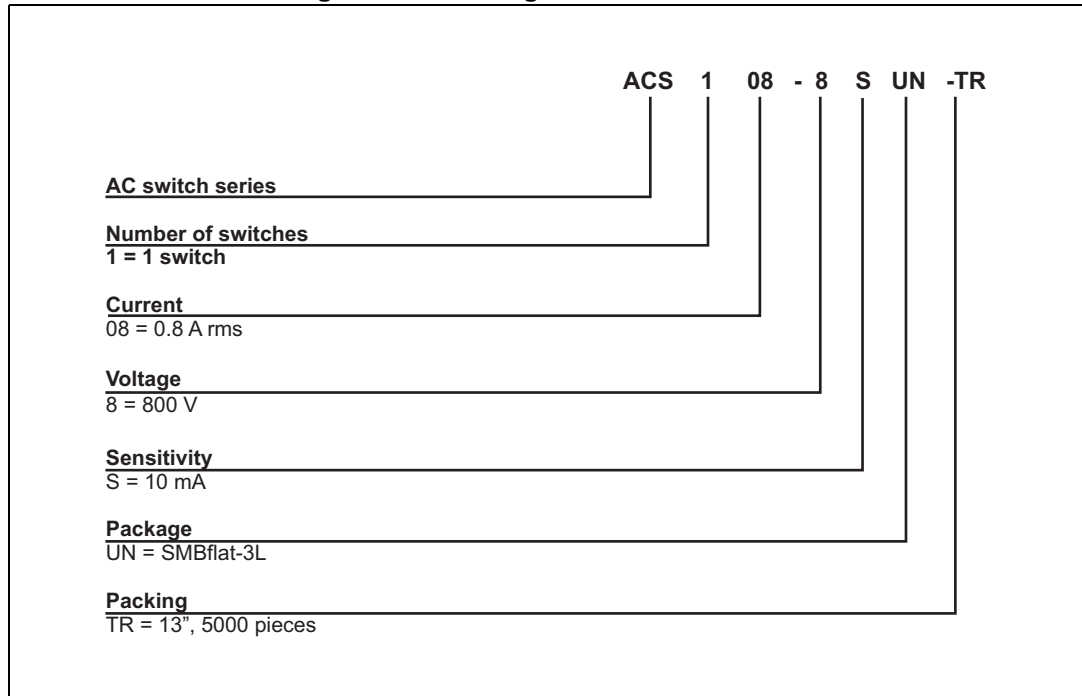 ACS 1 08 - 8 S UN -TR
AC switch series
Number of switches
1 = 1 switch
Current
08 = 0.8 A rms
Voltage
8 = 800 V
Sensitivity
S = 10 mA
Package
UN = SMBflat-3L
Packing
TR = 13”, 5000 pieces